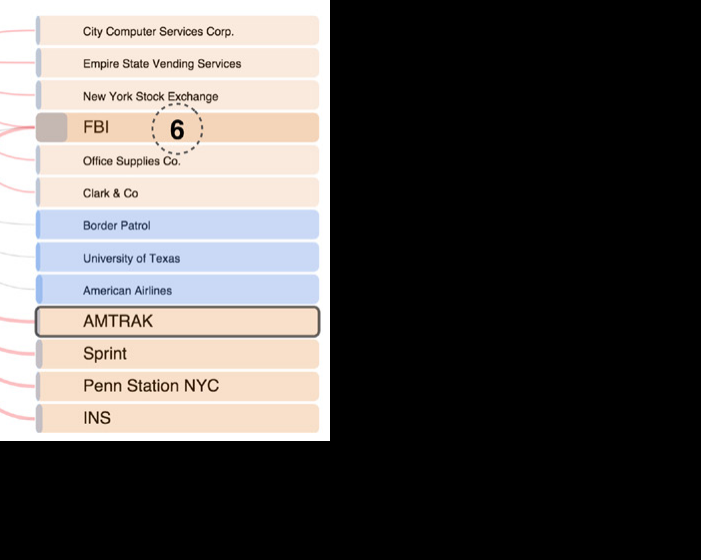 City Computer Services Corp.
Empire State Vending Services
New York Stock Exchange
FBI 6
Office Supplies Co.
Clark & Co
Border Patrol
University of Texas
American Airlines
AMTRAK
Sprint
Penn Station NYC
INS